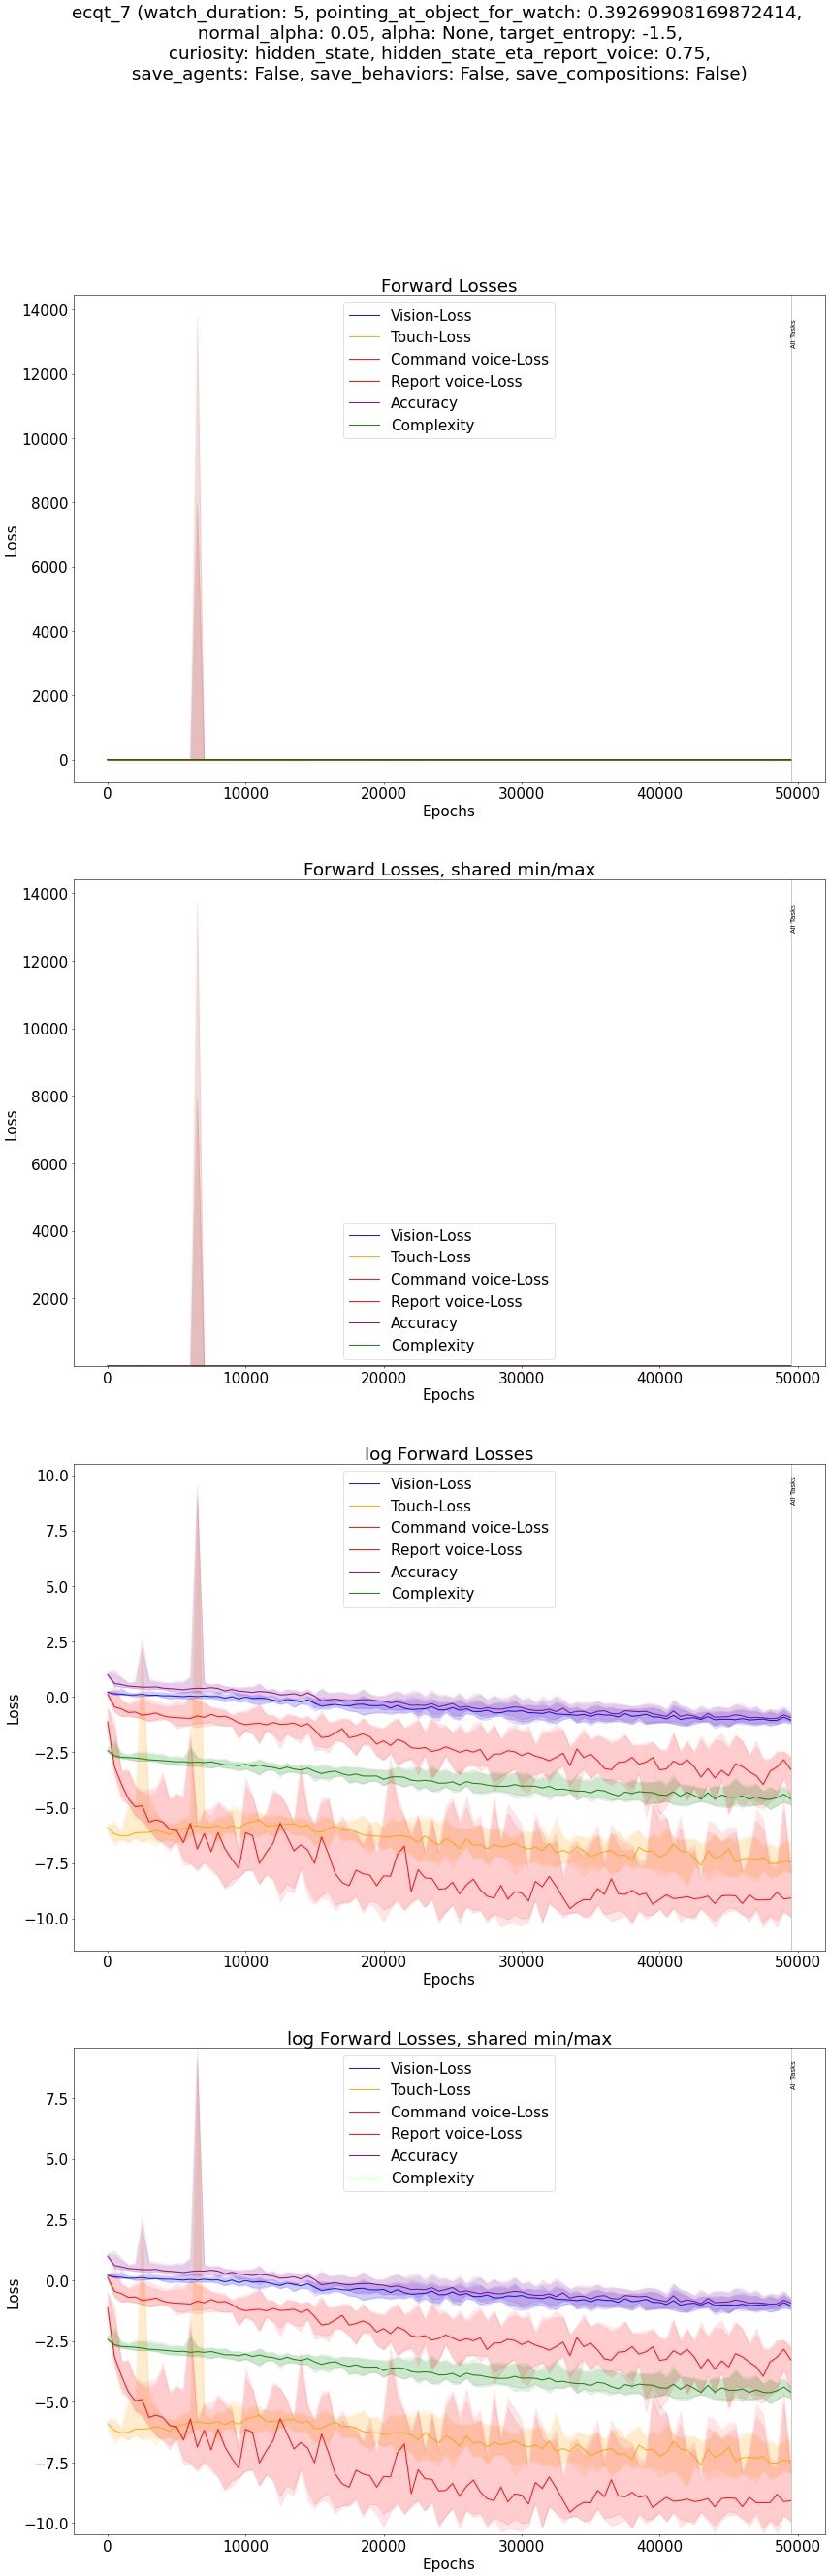 ecqt_7 (watch_duration: 5, pointing_at_object_for_watch: 0.39269908169872414,
normal_alpha: 0.05, alpha: None, target_entropy: -1.5,
curiosity: hidden_state, hidden_state_eta_report_voice: 0.75,
save_agents: False, save_behaviors: False, save_compositions: False)
Forward Losses
14000
12000
10000
8000
6000
4000
2000
0
Loss
Vision-Loss
Touch-Loss
Command voice-Loss
Report voice-Loss
Accuracy
Complexity
All Tasks
0 10000 20000 30000 40000 50000
Epochs
Forward Losses, shared min/max
14000
12000
10000
8000
6000
4000
2000
Loss
Vision-Loss
Touch-Loss
Command voice-Loss
Report voice-Loss
Accuracy
Complexity
All Tasks
0 10000 20000 30000 40000 50000
Epochs
log Forward Losses
10.0
7.5
5.0
2.5
0.0
−2.5
−5.0
−7.5
−10.0
Loss
Vision-Loss
Touch-Loss
Command voice-Loss
Report voice-Loss
Accuracy
Complexity
All Tasks
0 10000 20000 30000 40000 50000
Epochs
log Forward Losses, shared min/max
7.5
5.0
2.5
0.0
−2.5
−5.0
−7.5
−10.0
Loss
Vision-Loss
Touch-Loss
Command voice-Loss
Report voice-Loss
Accuracy
Complexity
All Tasks
0 10000 20000 30000 40000 50000
Epochs